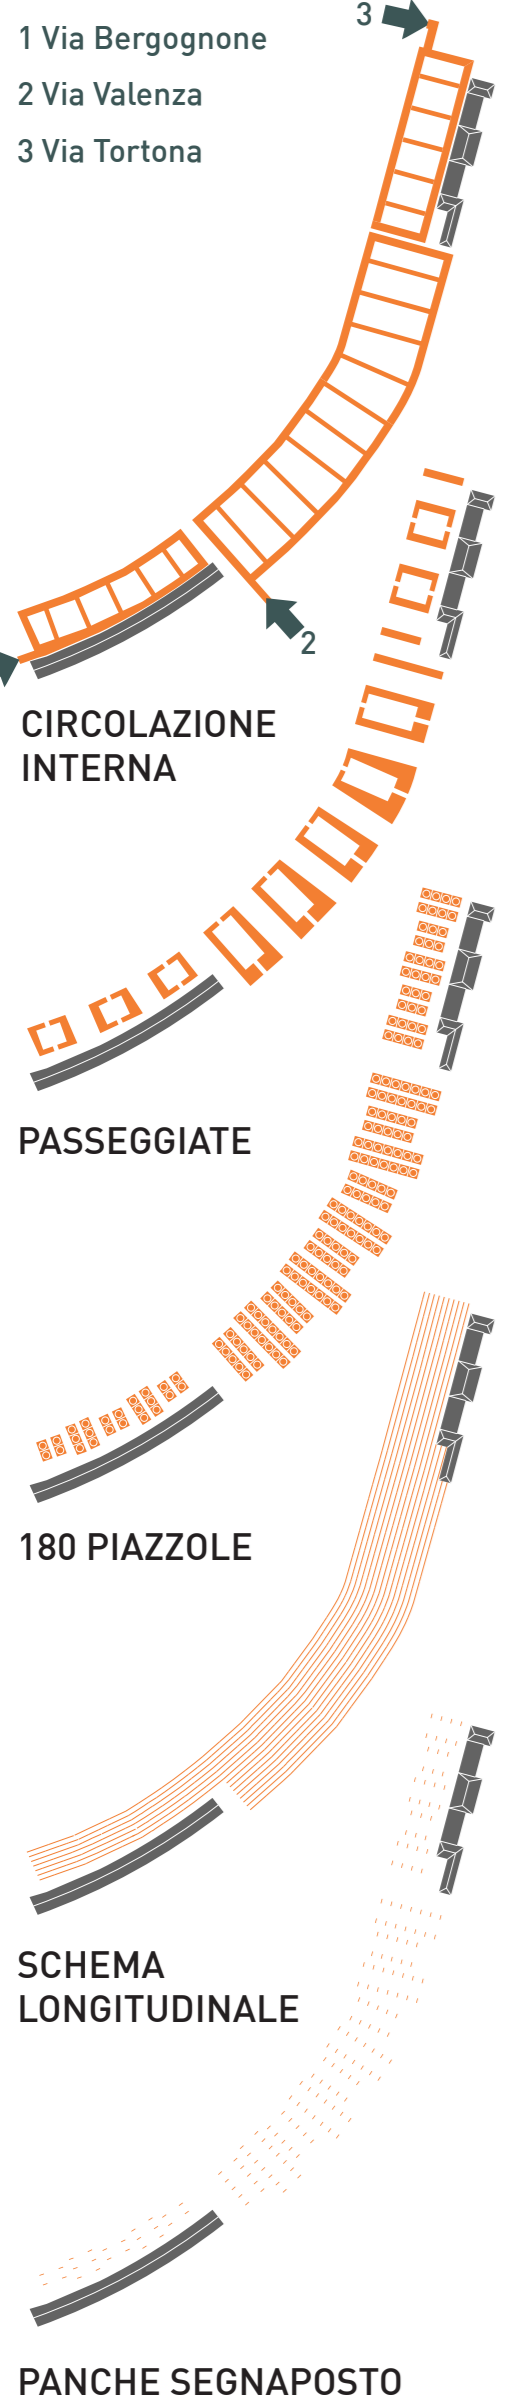 3
1 Via Bergognone
2 Via Valenza
3 Via Tortona
2
CIRCOLAZIONE
INTERNA
PASSEGGIATE
180 PIAZZOLE
SCHEMA
LONGITUDINALE
PANCHE SEGNAPOSTO